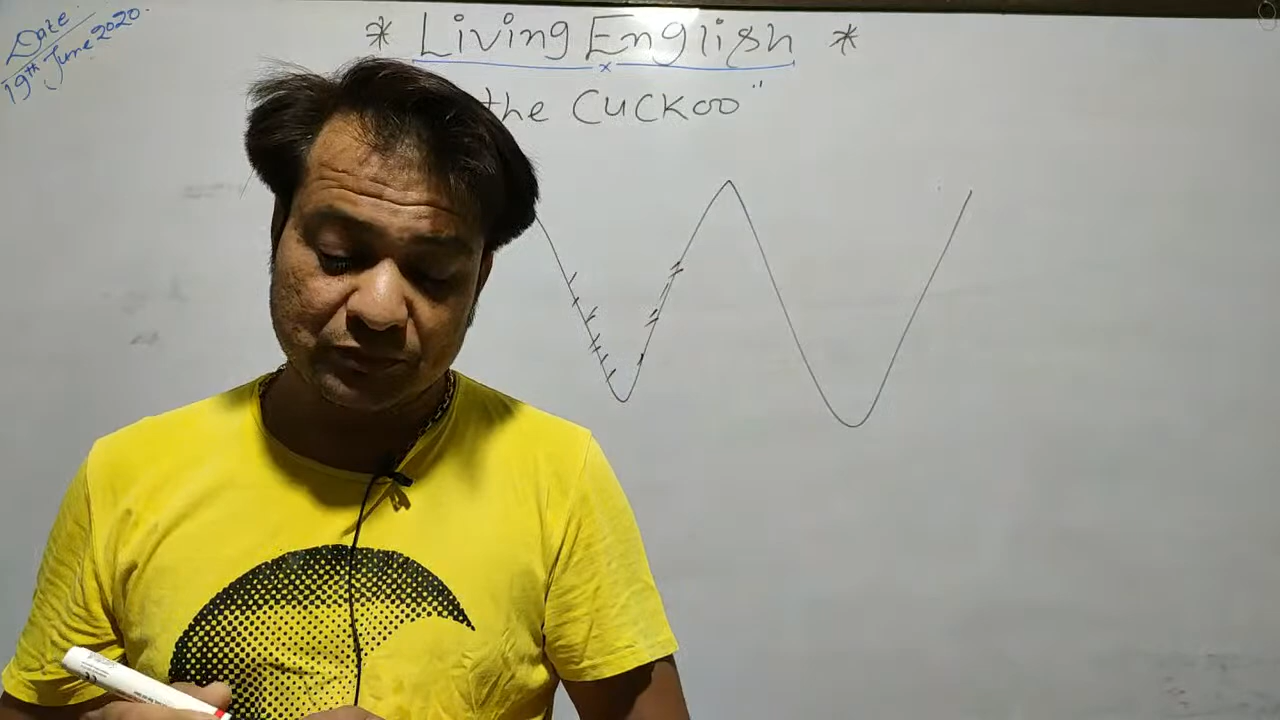 Date.
19th June 2020.
* Living English *
the Cuckoo"